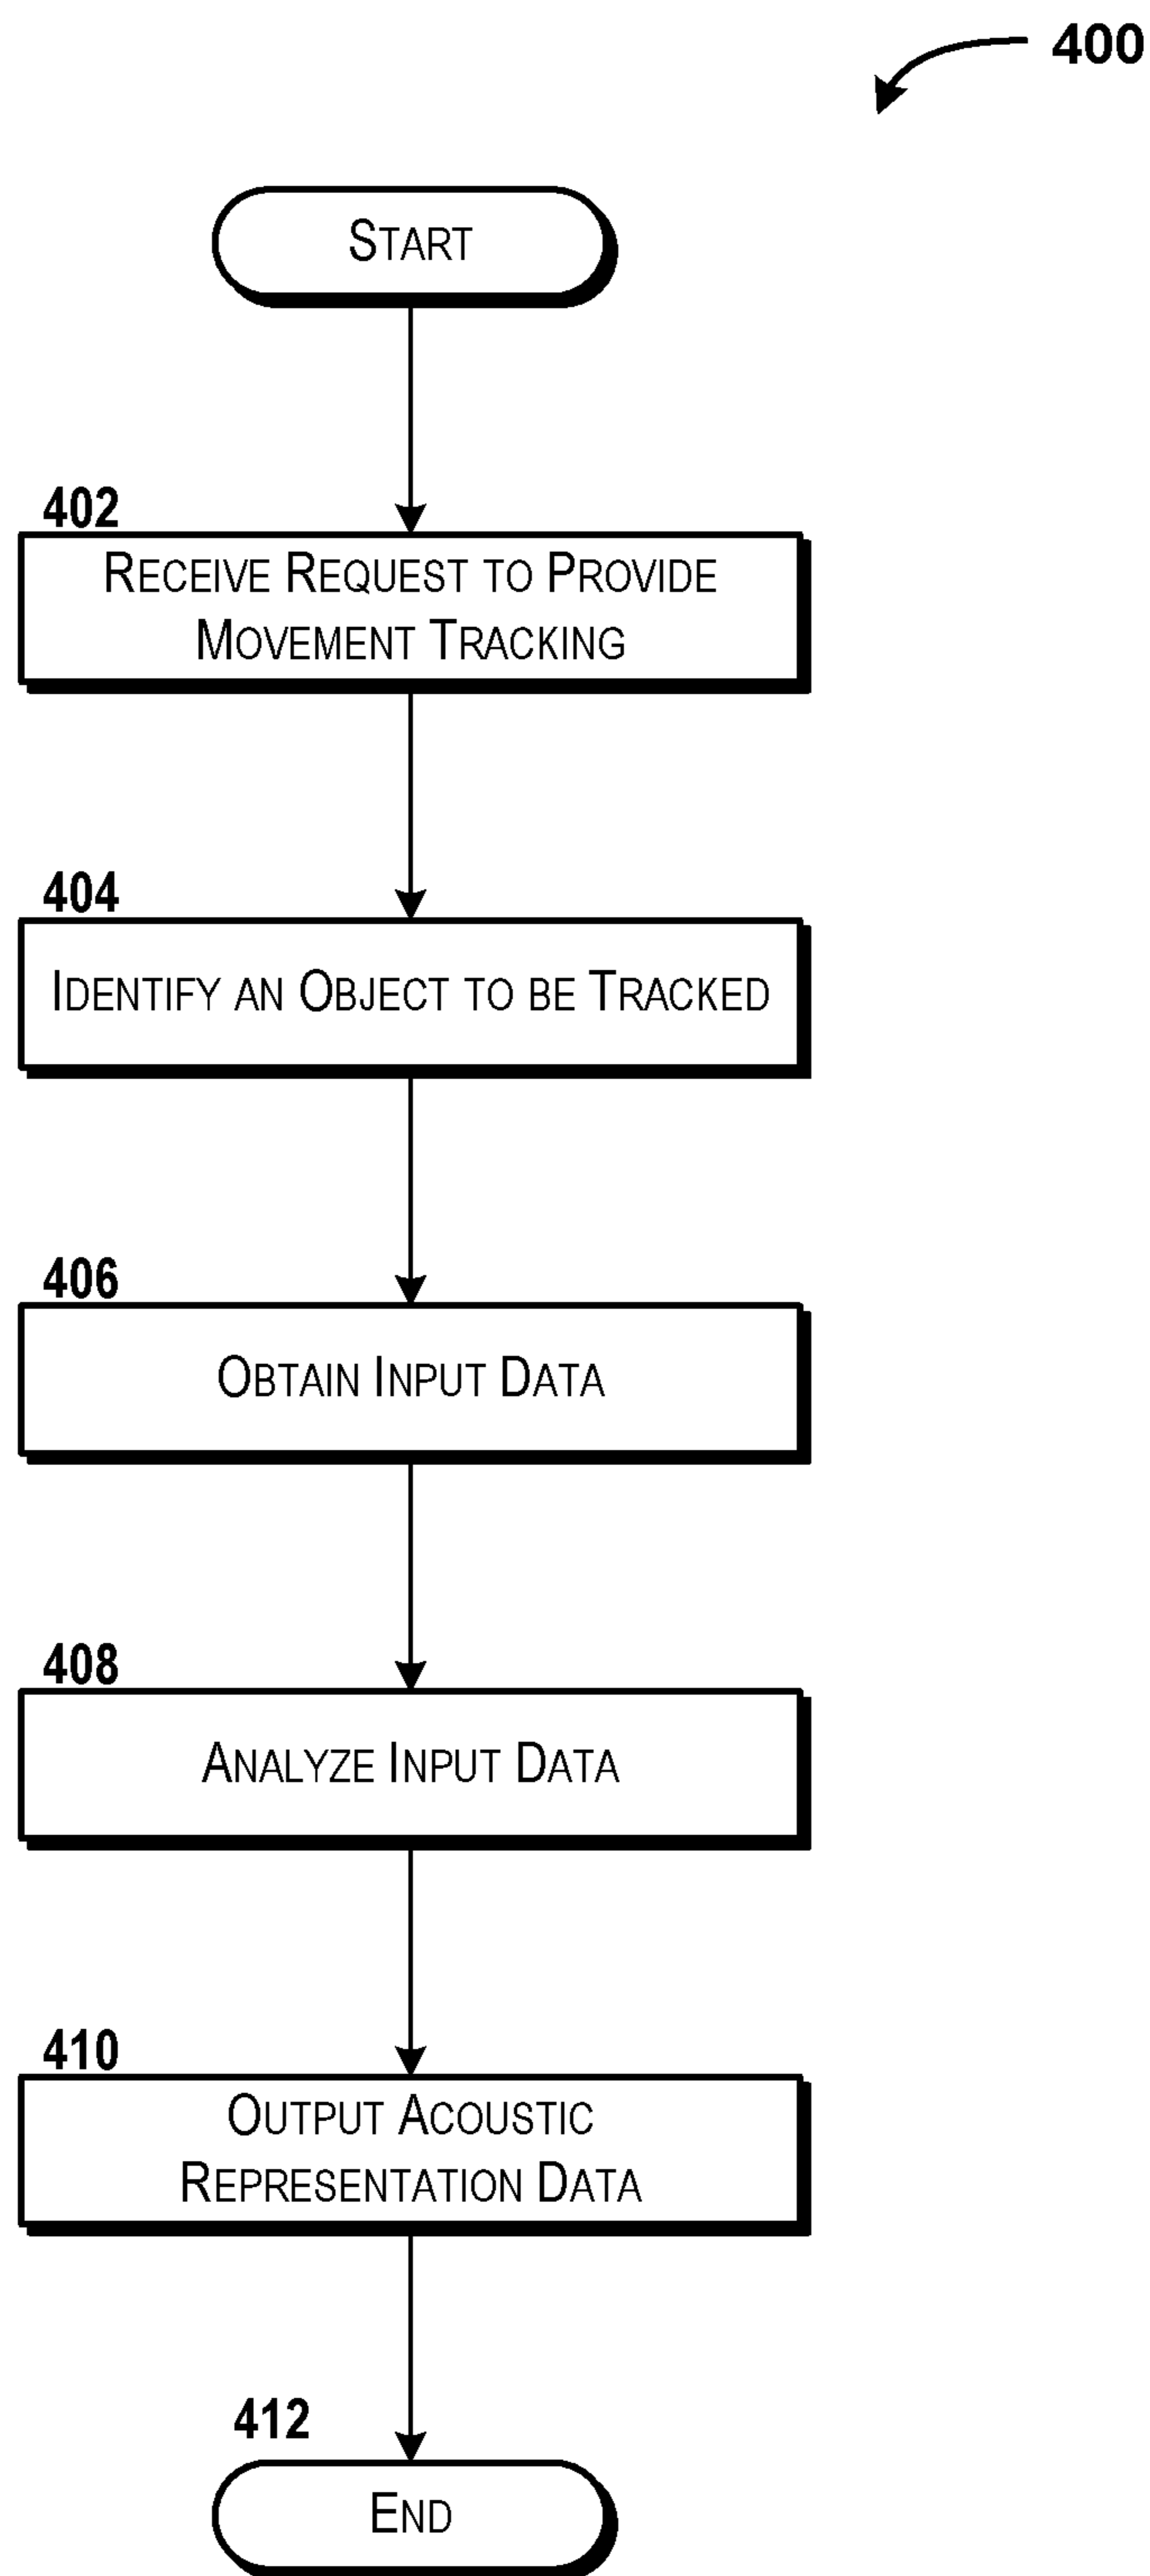 400
START
402
RECEIVE REQUEST TO PROVIDE
MOVEMENT TRACKING
404
IDENTIFY AN OBJECT TO BE TRACKED
406
OBTAIN INPUT DATA
408
ANALYZE INPUT DATA
410
OUTPUT ACOUSTIC
REPRESENTATION DATA
412
END